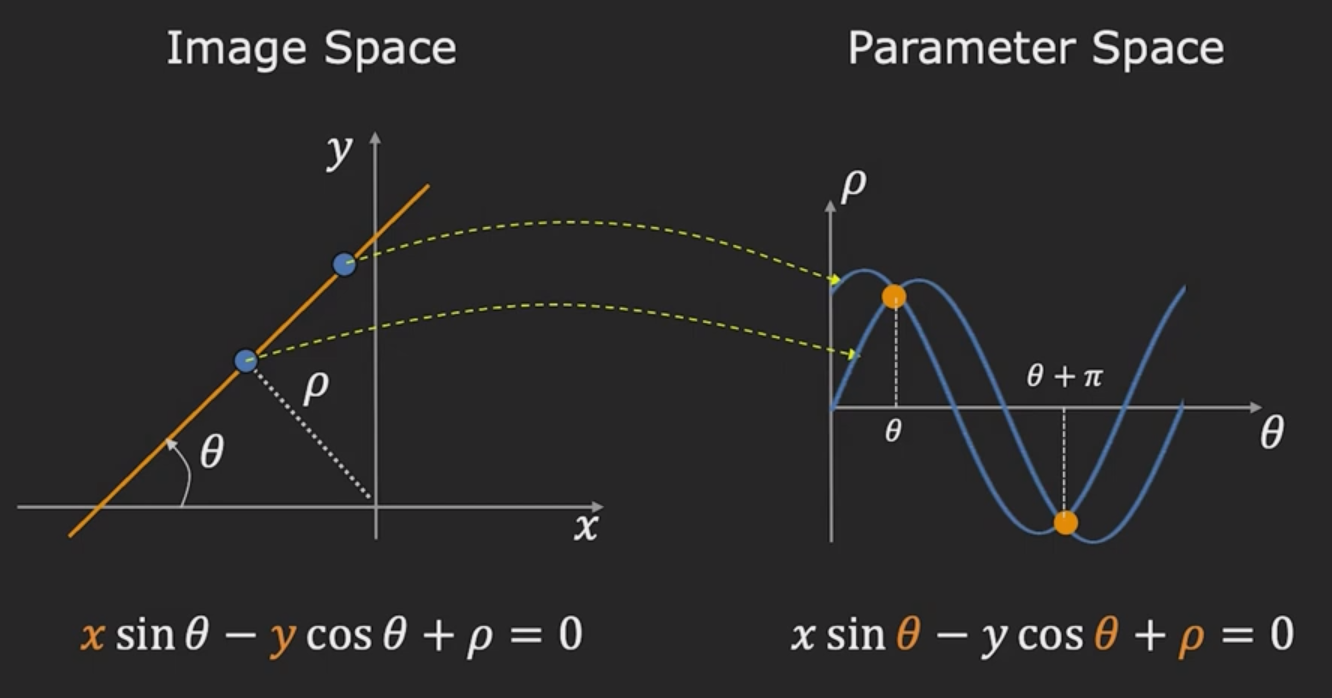 Image Space
y
ρ
θ
x
x sin θ − y cos θ + ρ = 0
Parameter Space
ρ
θ + π
θ
θ
x sin θ − y cos θ + ρ = 0